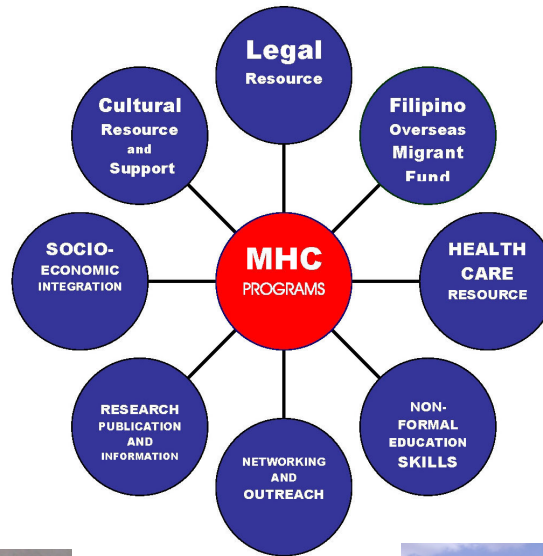 Legal
Resource
Filipino
Overseas
Migrant
Fund
HEALTH
CARE
RESOURCE
NON-
FORMAL
EDUCATION
SKILLS
NETWORKING
AND
OUTREACH
RESEARCH
PUBLICATION
AND
INFORMATION
SOCIO-
ECONOMIC
INTEGRATION
Cultural
Resource
and
Support
MHC
PROGRAMS